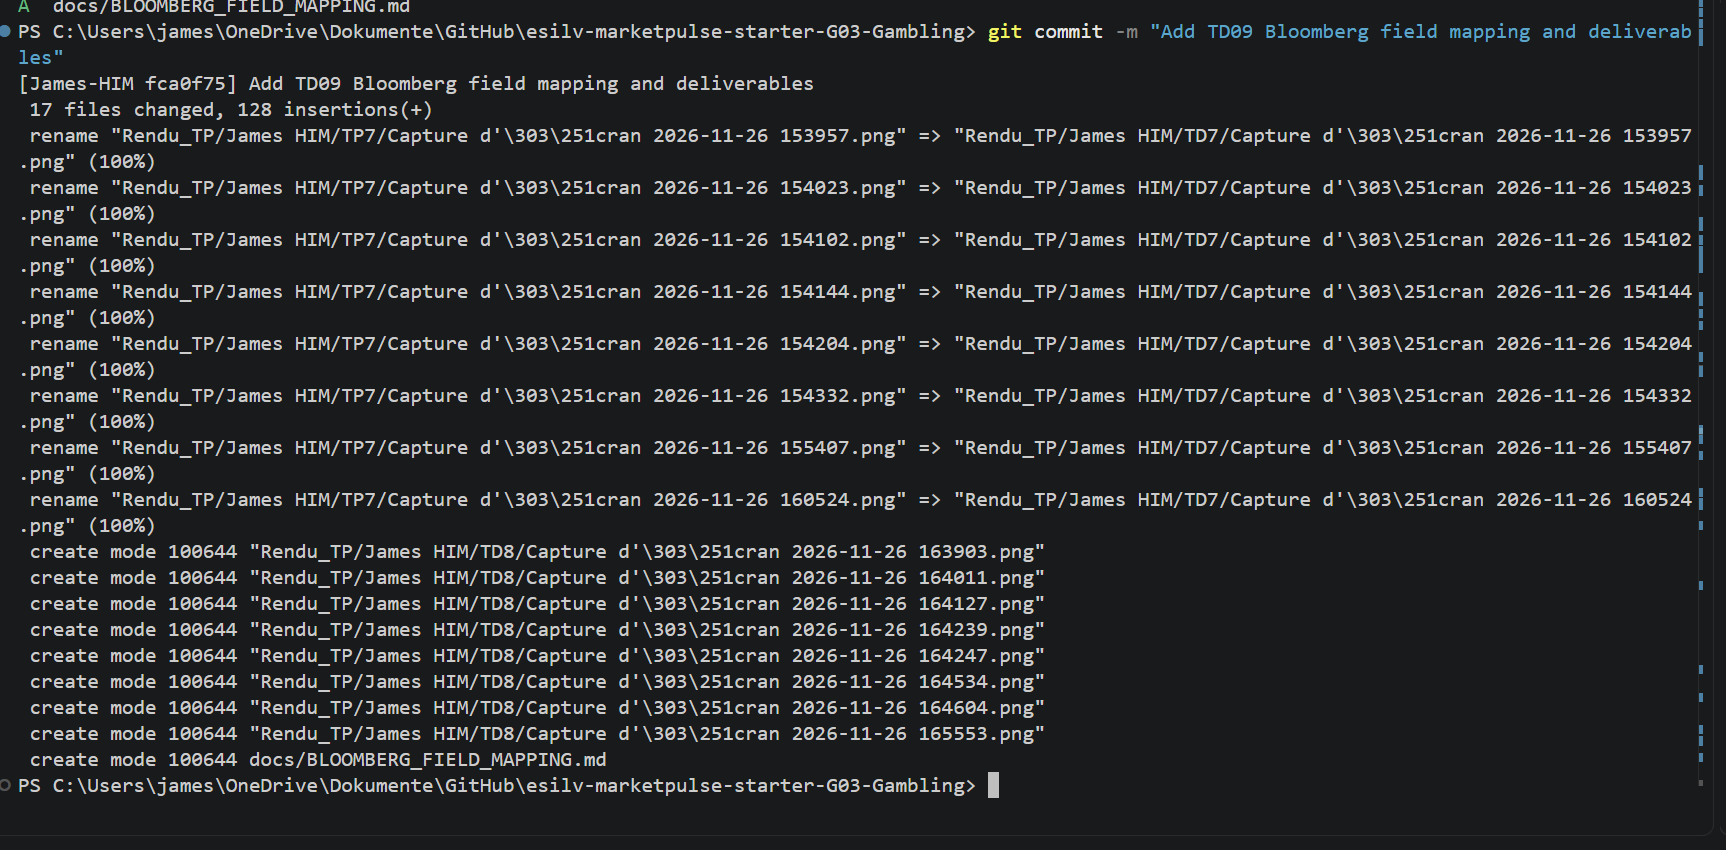 A  docs/BLOOMBERG_FIELD_MAPPING.md
PS C:\Users\james\OneDrive\Dokumente\GitHub\esilv-marketpulse-starter-G03-Gambling> git commit -m "Add TD09 Bloomberg field mapping and deliverab
les"
[James-HIM fca0f75] Add TD09 Bloomberg field mapping and deliverables
 17 files changed, 128 insertions(+)
 rename "Rendu_TP/James HIM/TP7/Capture d'\303\251cran 2026-11-26 153957.png" => "Rendu_TP/James HIM/TD7/Capture d'\303\251cran 2026-11-26 153957
.png" (100%)
 rename "Rendu_TP/James HIM/TP7/Capture d'\303\251cran 2026-11-26 154023.png" => "Rendu_TP/James HIM/TD7/Capture d'\303\251cran 2026-11-26 154023
.png" (100%)
 rename "Rendu_TP/James HIM/TP7/Capture d'\303\251cran 2026-11-26 154102.png" => "Rendu_TP/James HIM/TD7/Capture d'\303\251cran 2026-11-26 154102
.png" (100%)
 rename "Rendu_TP/James HIM/TP7/Capture d'\303\251cran 2026-11-26 154144.png" => "Rendu_TP/James HIM/TD7/Capture d'\303\251cran 2026-11-26 154144
.png" (100%)
 rename "Rendu_TP/James HIM/TP7/Capture d'\303\251cran 2026-11-26 154204.png" => "Rendu_TP/James HIM/TD7/Capture d'\303\251cran 2026-11-26 154204
.png" (100%)
 rename "Rendu_TP/James HIM/TP7/Capture d'\303\251cran 2026-11-26 154332.png" => "Rendu_TP/James HIM/TD7/Capture d'\303\251cran 2026-11-26 154332
.png" (100%)
 rename "Rendu_TP/James HIM/TP7/Capture d'\303\251cran 2026-11-26 155407.png" => "Rendu_TP/James HIM/TD7/Capture d'\303\251cran 2026-11-26 155407
.png" (100%)
 rename "Rendu_TP/James HIM/TP7/Capture d'\303\251cran 2026-11-26 160524.png" => "Rendu_TP/James HIM/TD7/Capture d'\303\251cran 2026-11-26 160524
.png" (100%)
 create mode 100644 "Rendu_TP/James HIM/TD8/Capture d'\303\251cran 2026-11-26 163903.png"
 create mode 100644 "Rendu_TP/James HIM/TD8/Capture d'\303\251cran 2026-11-26 164011.png"
 create mode 100644 "Rendu_TP/James HIM/TD8/Capture d'\303\251cran 2026-11-26 164127.png"
 create mode 100644 "Rendu_TP/James HIM/TD8/Capture d'\303\251cran 2026-11-26 164239.png"
 create mode 100644 "Rendu_TP/James HIM/TD8/Capture d'\303\251cran 2026-11-26 164247.png"
 create mode 100644 "Rendu_TP/James HIM/TD8/Capture d'\303\251cran 2026-11-26 164534.png"
 create mode 100644 "Rendu_TP/James HIM/TD8/Capture d'\303\251cran 2026-11-26 164604.png"
 create mode 100644 "Rendu_TP/James HIM/TD8/Capture d'\303\251cran 2026-11-26 165553.png"
 create mode 100644 docs/BLOOMBERG_FIELD_MAPPING.md
PS C:\Users\james\OneDrive\Dokumente\GitHub\esilv-marketpulse-starter-G03-Gambling>